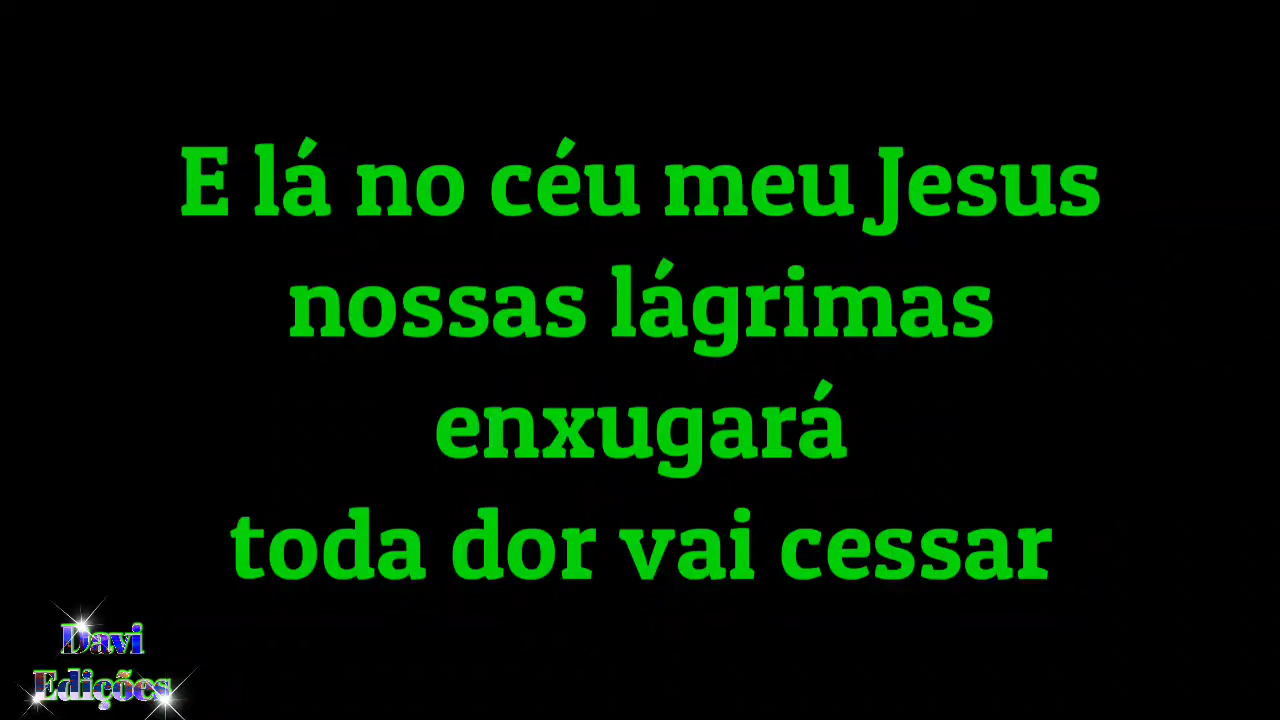 E lá no céu meu Jesus
nossas lágrimas
enxugará
toda dor vai cessar
Davi
Edições